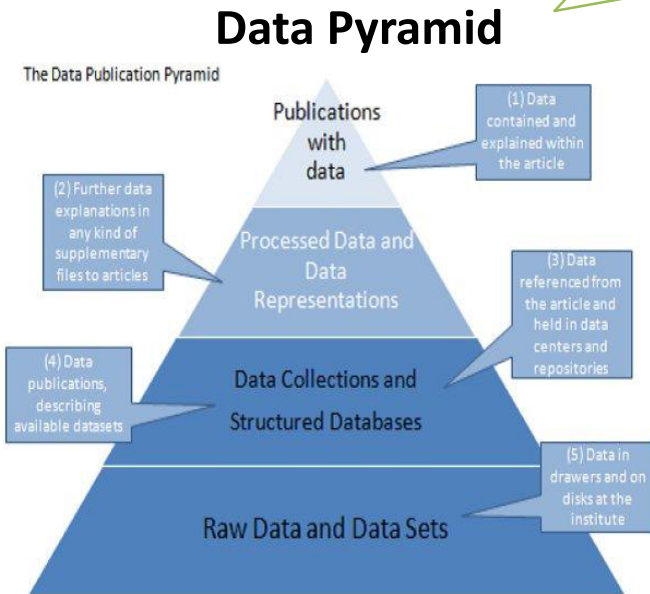 Data Pyramid
The Data Publication Pyramid
Publications
with
data
(1) Data
contained and
explained within
the article
(2) Further data
explanations in
any kind of
supplementary
files to articles
Processed Data and
Data
Representations
(3) Data
referenced from
the article and
held in data
centers and
repositories
(4) Data
publications,
describing
available datasets
Data Collections and
Structured Databases
(5) Data in
drawers and on
disks at the
institute
Raw Data and Data Sets